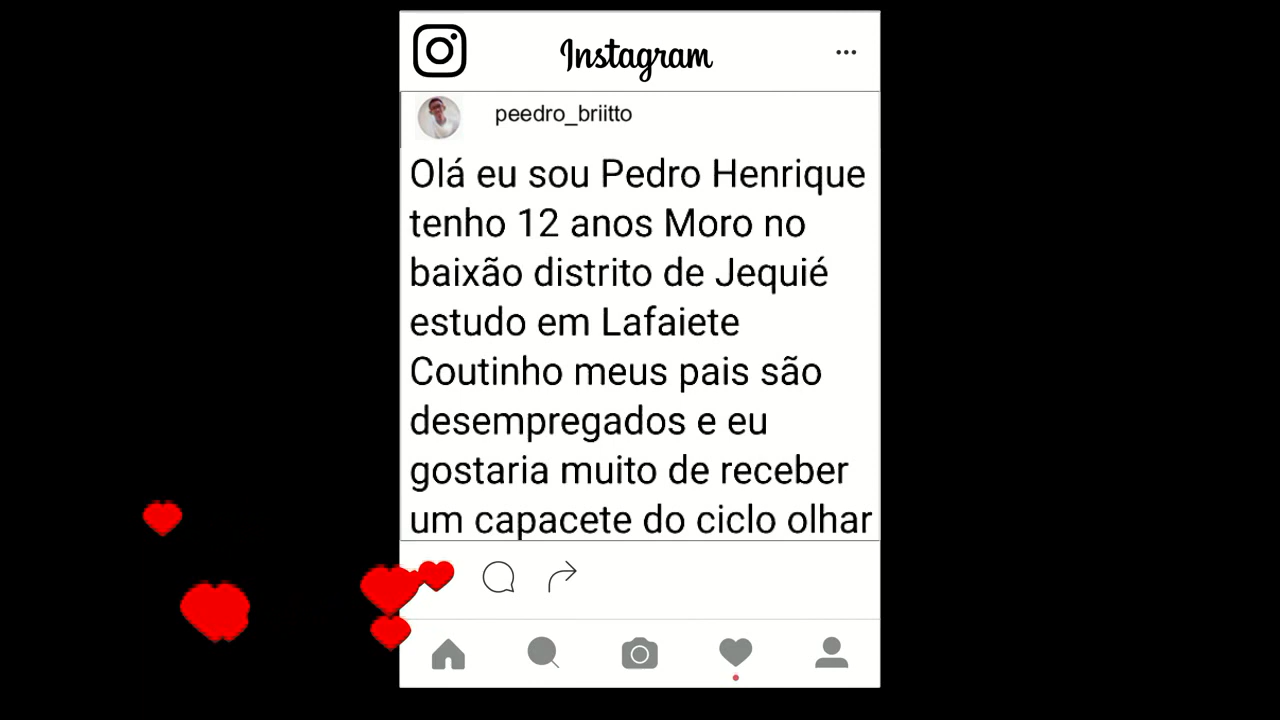 Instagram
peedro_briitto
Olá eu sou Pedro Henrique
tenho 12 anos Moro no
baixão distrito de Jequié
estudo em Lafaiete
Coutinho meus pais são
desempregados e eu
gostaria muito de receber
um capacete do ciclo olhar